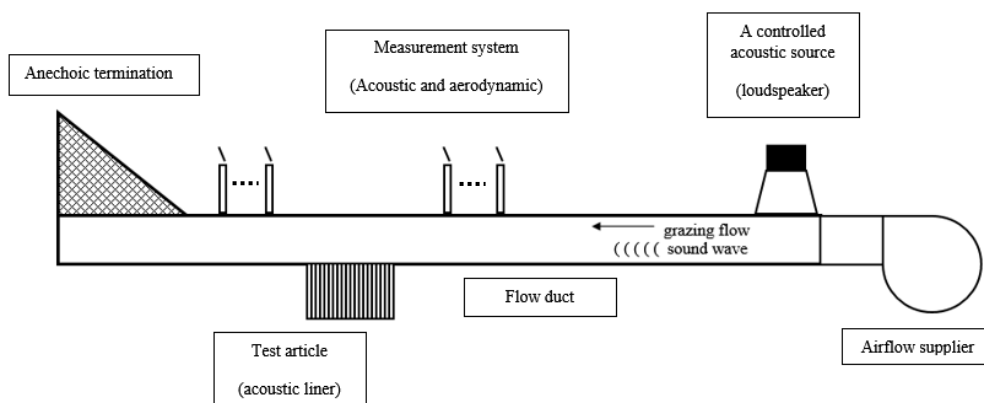 Anechoic termination
Measurement system
(Acoustic and aerodynamic)
A controlled
acoustic source
(loudspeaker)
grazing flow
sound wave
Flow duct
Test article
(acoustic liner)
Airflow supplier